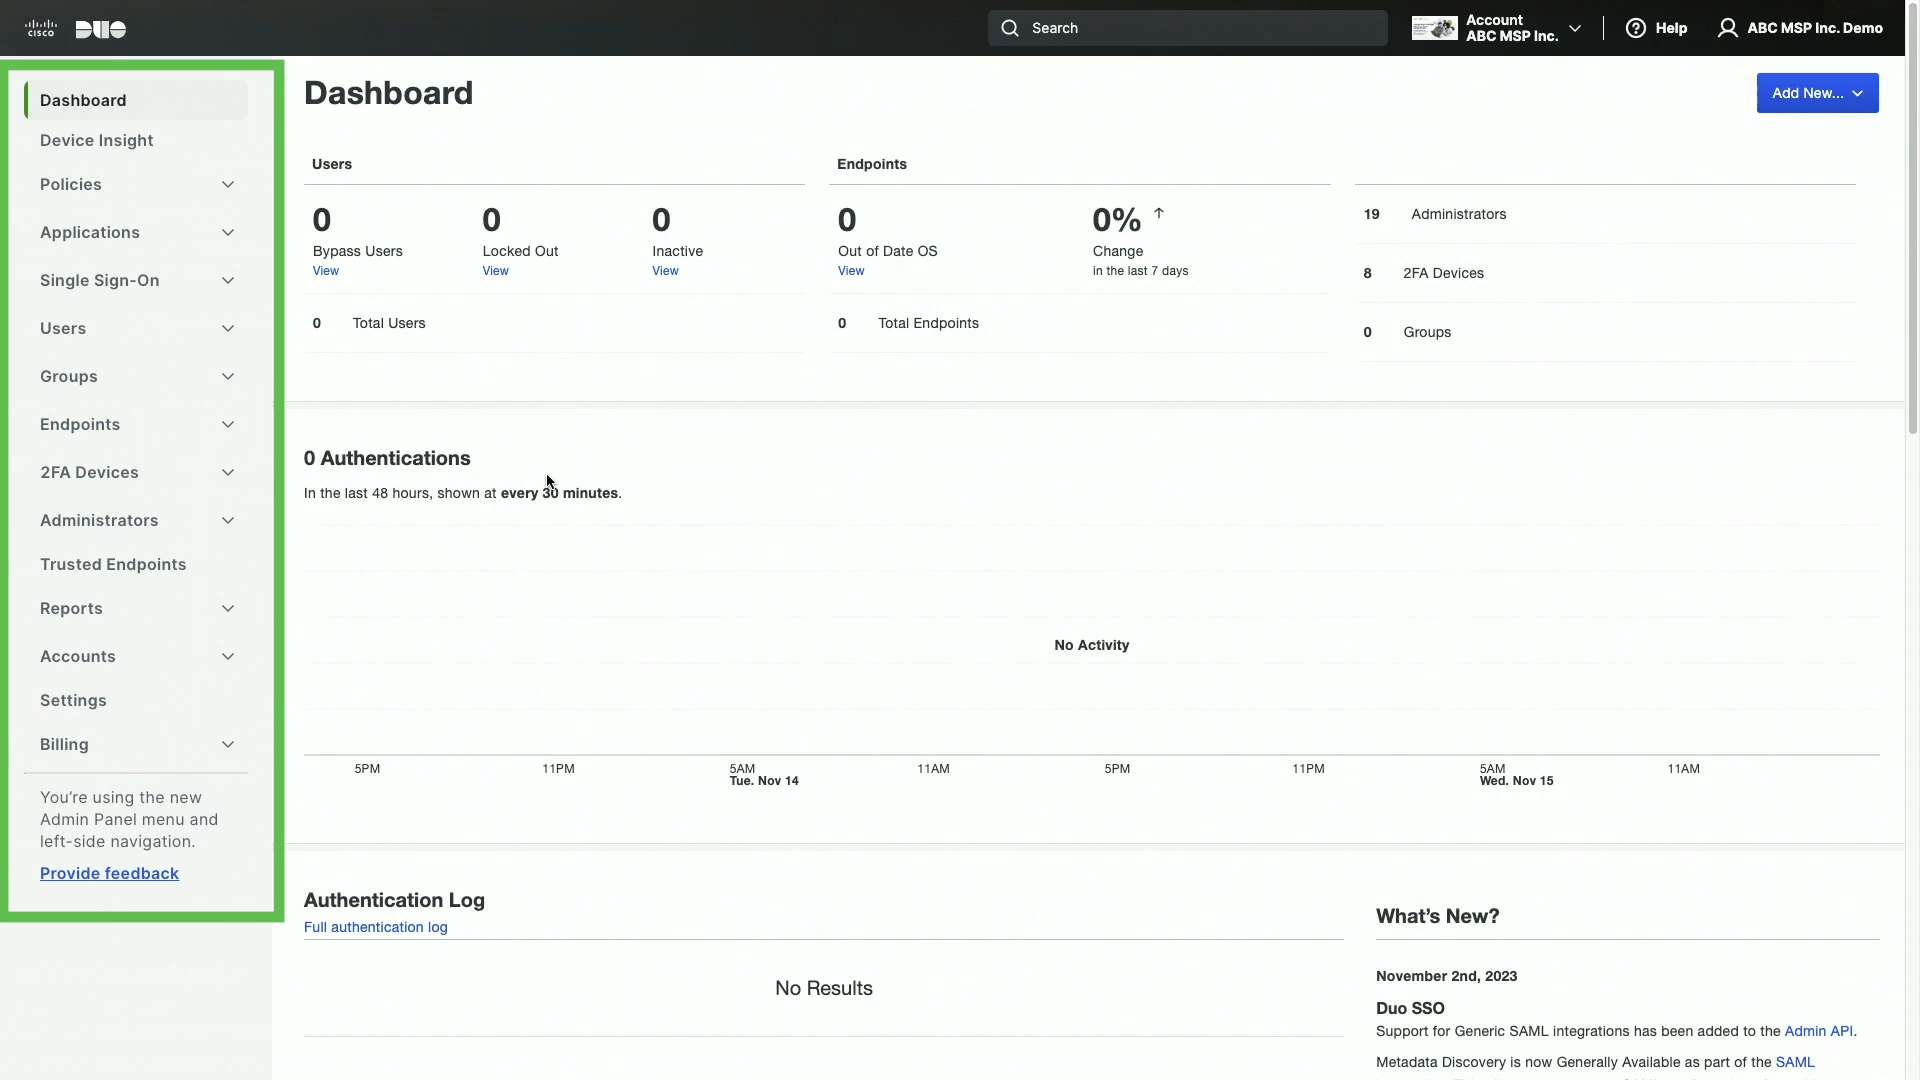 cisco DUO
Search
Account
ABC MSP Inc.
Help
ABC MSP Inc. Demo
Dashboard
Device Insight
Policies
Applications
Single Sign-On
Users
Groups
Endpoints
2FA Devices
Administrators
Trusted Endpoints
Reports
Accounts
Settings
Billing
You're using the new
Admin Panel menu and
left-side navigation.
Provide feedback
Dashboard
Add New...
Users
0 0 0
Bypass Users Locked Out Inactive
View View View
0 Total Users
Endpoints
0 0% ↑
Out of Date OS Change
View in the last 7 days
0 Total Endpoints
19 Administrators
8 2FA Devices
0 Groups
0 Authentications
In the last 48 hours, shown at every 30 minutes.
No Activity
5PM 11PM 5AM 11AM 5PM 11PM 5AM 11AM
Tue. Nov 14 Wed. Nov 15
Authentication Log
Full authentication log
No Results
What's New?
November 2nd, 2023
Duo SSO
Support for Generic SAML integrations has been added to the Admin API.
Metadata Discovery is now Generally Available as part of the SAML